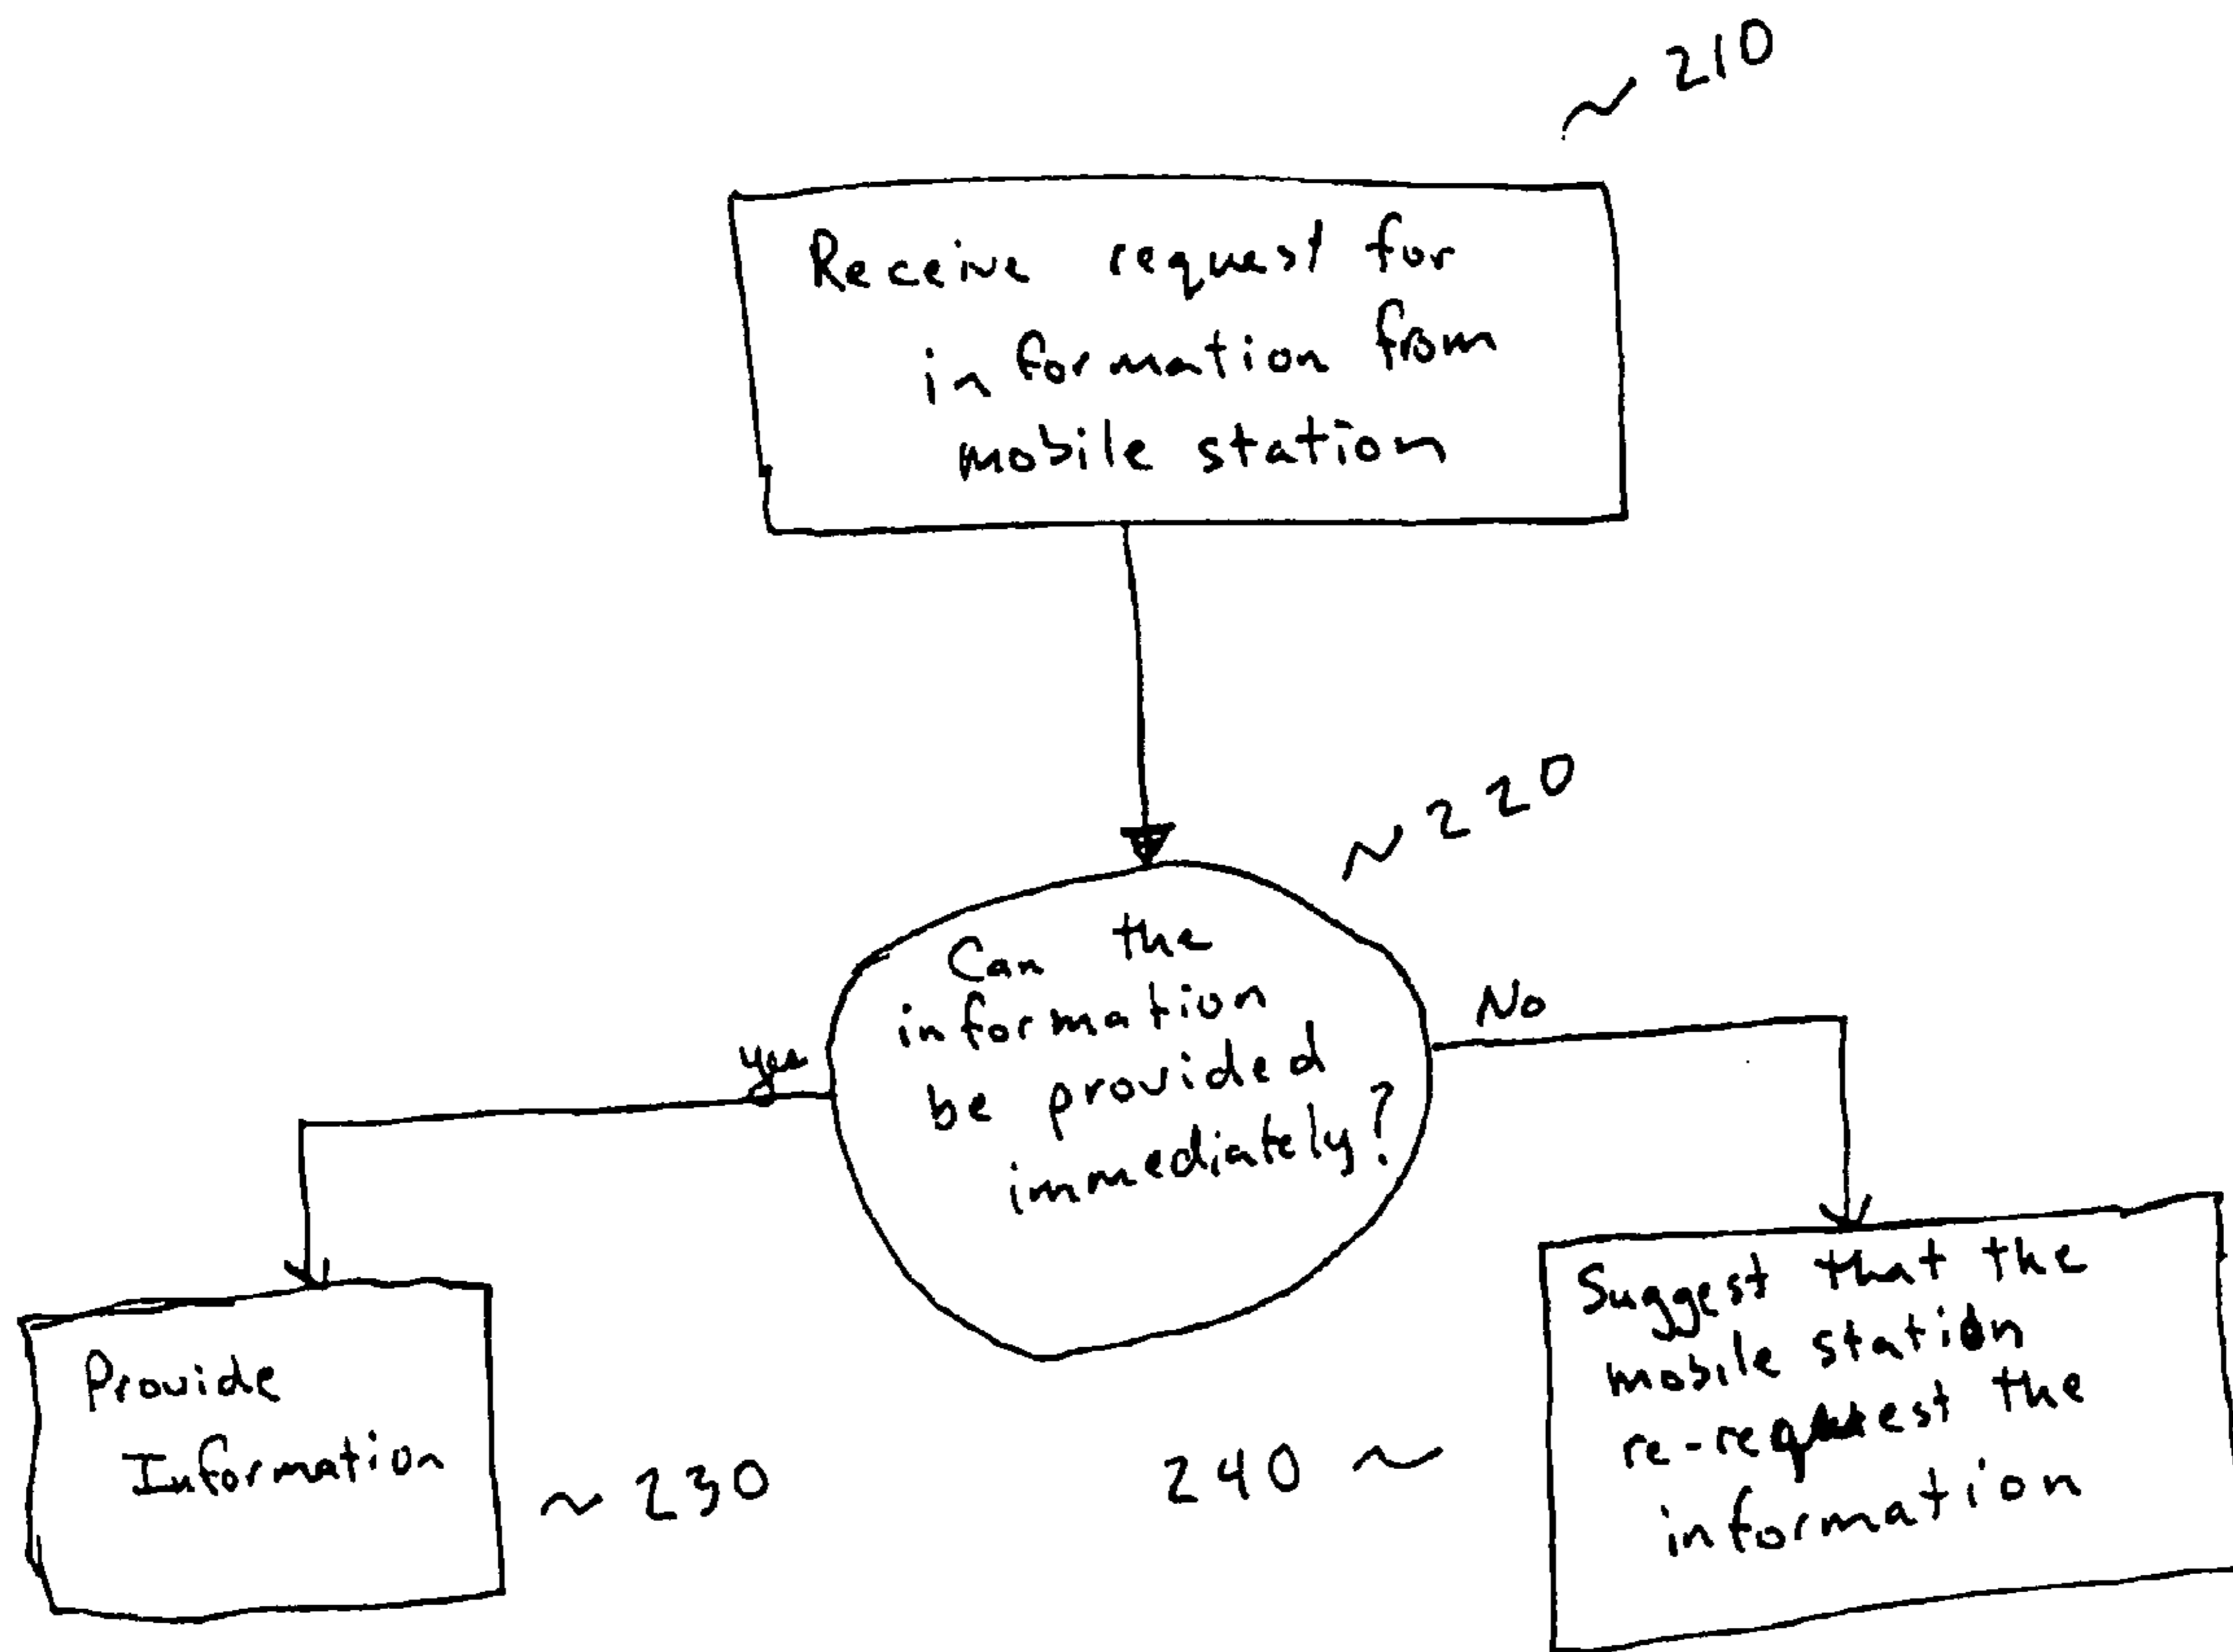 ~ 210
Receive request for
information from
mobile station
~ 220
Can the
information
be provided
immediately?
Yes
No
Provide
Information
~ 230
240 ~
Suggest that the
mobile station
re-request the
information